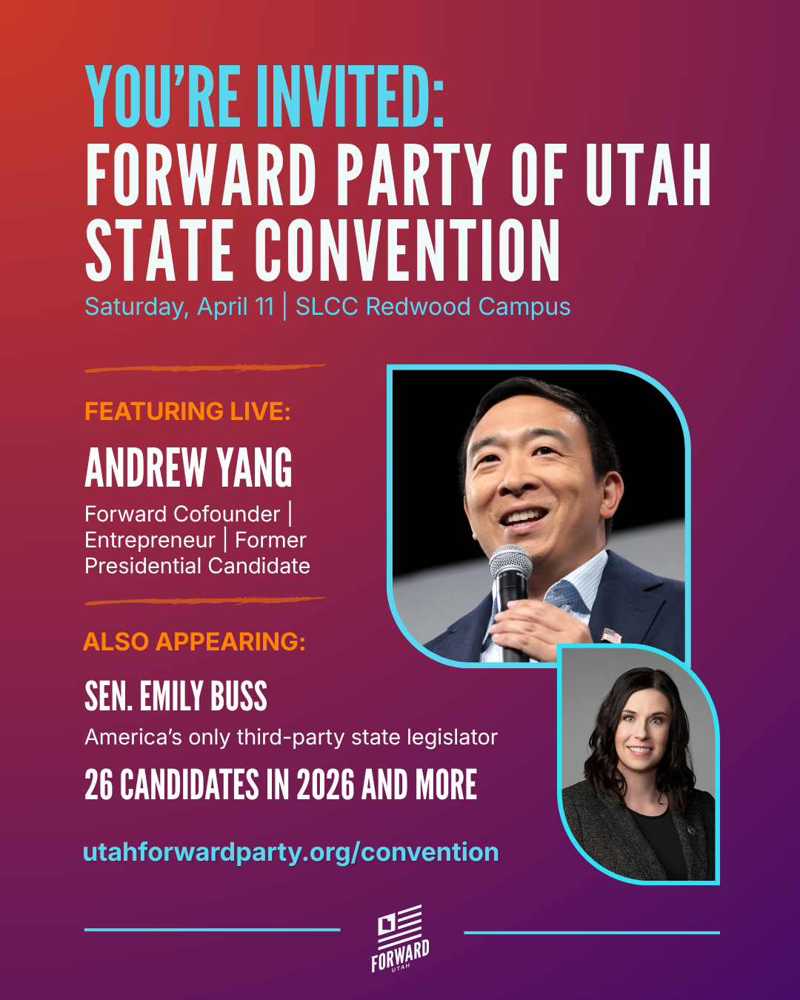 YOU'RE INVITED:
FORWARD PARTY OF UTAH
STATE CONVENTION
Saturday, April 11 | SLCC Redwood Campus
FEATURING LIVE:
ANDREW YANG
Forward Cofounder |
Entrepreneur | Former
Presidential Candidate
ALSO APPEARING:
SEN. EMILY BUSS
America's only third-party state legislator
26 CANDIDATES IN 2026 AND MORE
utahforwardparty.org/convention
FORWARD
UTAH